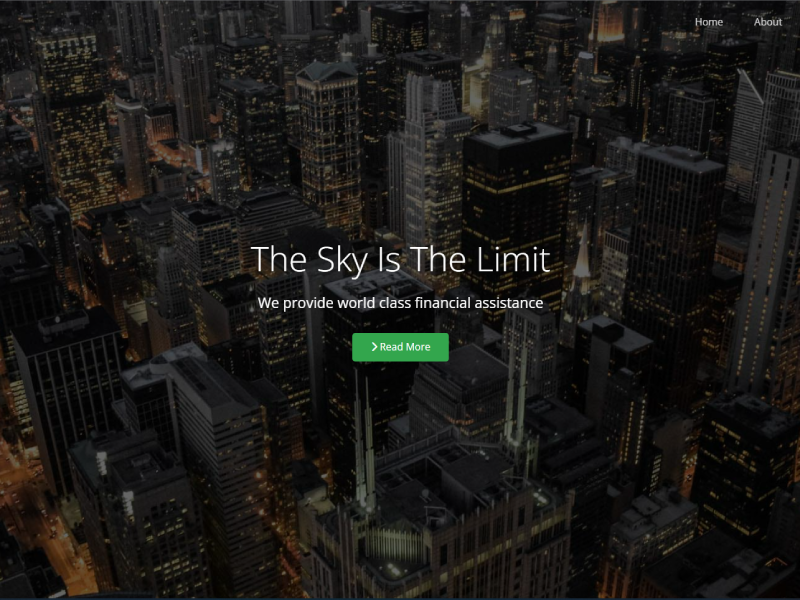 Home About
The Sky Is The Limit
We provide world class financial assistance
Read More